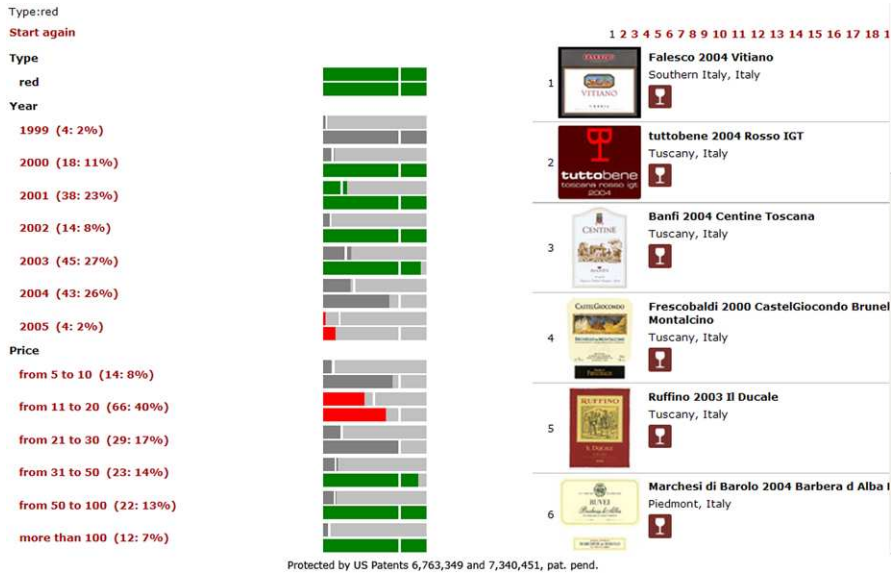 Type:red
Start again
Type
red
Year
1999 (4: 2%)
2000 (18: 11%)
2001 (38: 23%)
2002 (14: 8%)
2003 (45: 27%)
2004 (43: 26%)
2005 (4: 2%)
Price
from 5 to 10 (14: 8%)
from 11 to 20 (66: 40%)
from 21 to 30 (29: 17%)
from 31 to 50 (23: 14%)
from 50 to 100 (22: 13%)
more than 100 (12: 7%)
1 2 3 4 5 6 7 8 9 10 11 12 13 14 15 16 17 18 1
1
VITIANO
Falesco 2004 Vitiano
Southern Italy, Italy
2
tuttobene
toscana rosso igt
2004
tuttobene 2004 Rosso IGT
Tuscany, Italy
3
CENTINE
Banfi 2004 Centine Toscana
Tuscany, Italy
4
CASTELGIOCONDO
Frescobaldi 2000 CastelGiocondo Brunel
Montalcino
Tuscany, Italy
5
RUFFINO
Ruffino 2003 Il Ducale
Tuscany, Italy
6
Marchesi di Barolo 2004 Barbera d Alba
Piedmont, Italy
Protected by US Patents 6,763,349 and 7,340,451, pat. pend.